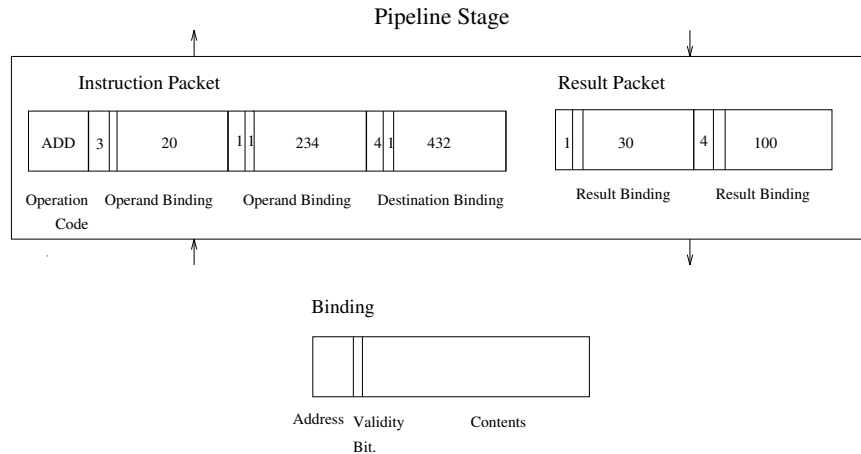 Pipeline Stage
Instruction Packet
Result Packet
ADD 3 20 1 1 234 4 1 432
1 30 4 100
Operation Operand Binding Operand Binding Destination Binding
Code
Result Binding Result Binding
Binding
Address Validity Contents
Bit.